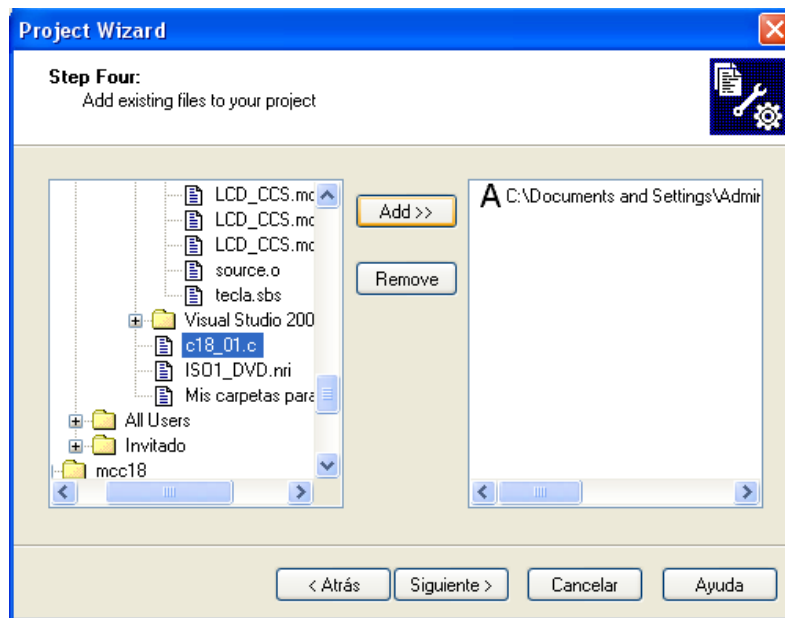 Project Wizard
Step Four:
Add existing files to your project
LCD_CCS.mc
LCD_CCS.mc
LCD_CCS.mc
source.o
tecla.sbs
Visual Studio 200
c18_01.c
ISO1_DVD.nri
Mis carpetas para
All Users
Invitado
mcc18
Add >>
Remove
A C:\Documents and Settings\Admir
< Atrás
Siguiente >
Cancelar
Ayuda